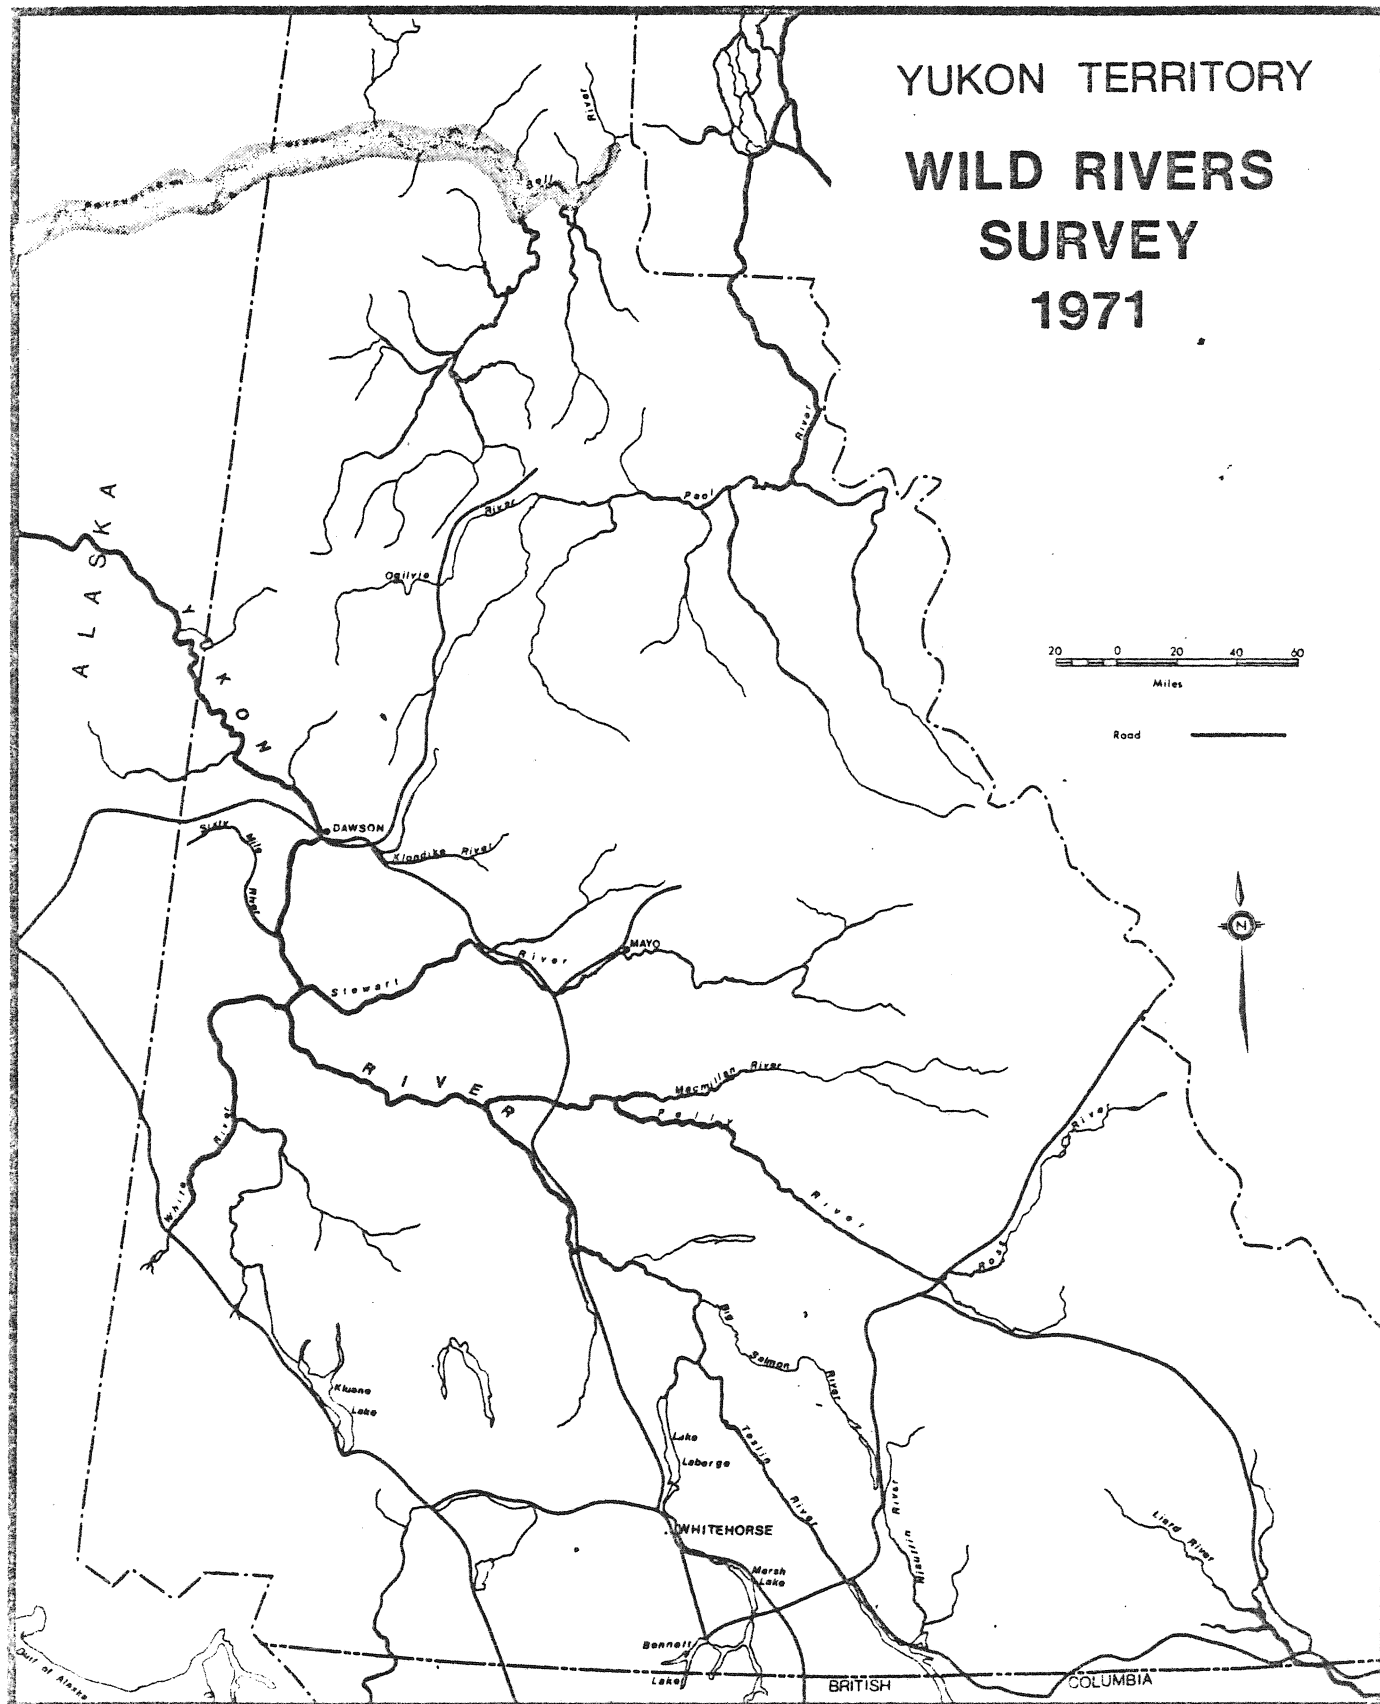 YUKON TERRITORY
WILD RIVERS
SURVEY
1971
River
Bell
Porcupine
River
River
Peel
River
Ogilvie
ALASKA
YUKON
20 0 20 40 60
Miles
Road
DAWSON
Sixty
Mile
River
Klondike River
MAYO
River
Stewart
N
RIVER
Macmillan River
Pelly
River
White River
River
Ross
Big
Salmon
River
Kluane
Lake
Lake
Laberge
Teslin
River
River
Nisutlin
Liard River
WHITEHORSE
Marsh
Lake
Bennett
Lake
Gulf of Alaska
BRITISH COLUMBIA